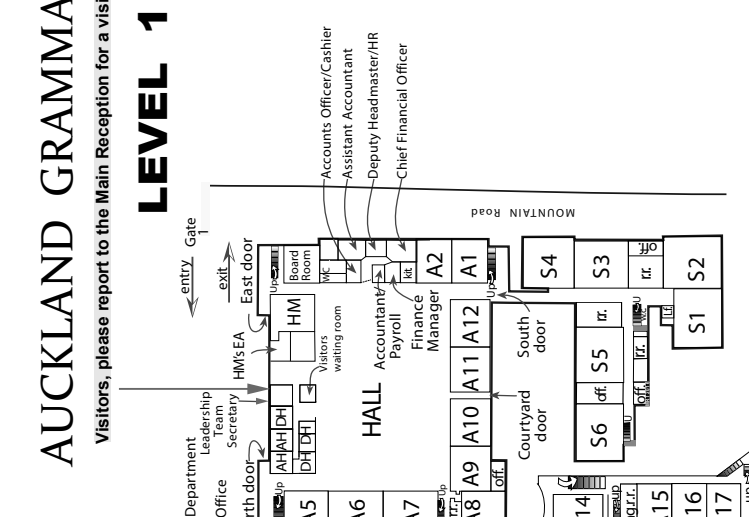 AUCKLAND GRAMMA
Visitors, please report to the Main Reception for a visi
LEVEL 1
Accounts Officer/Cashier
Assistant Accountant
Deputy Headmaster/HR
Chief Financial Officer
MOUNTAIN Road
Gate
1
entry
exit
East door
Up
Board
Room
WC
kit
A2
A1
Up
HM
HM's EA
Visitors
waiting room
Accountant
Payroll
Finance
Manager
A12
A11
A10
A9
off.
South
door
Courtyard
door
HALL
Leadership
Team
Secretary
Department
Office
rth door
AH
AH
DH
DH
DH
Up
A5
A6
A7
Up
r.r.
A8
S4
S3
off.
r.r.
S2
S1
Lf
r.r.
U
W.C
S5
off.
S6
r.r.
off
U
14
up
r.r.
15
16
17
up